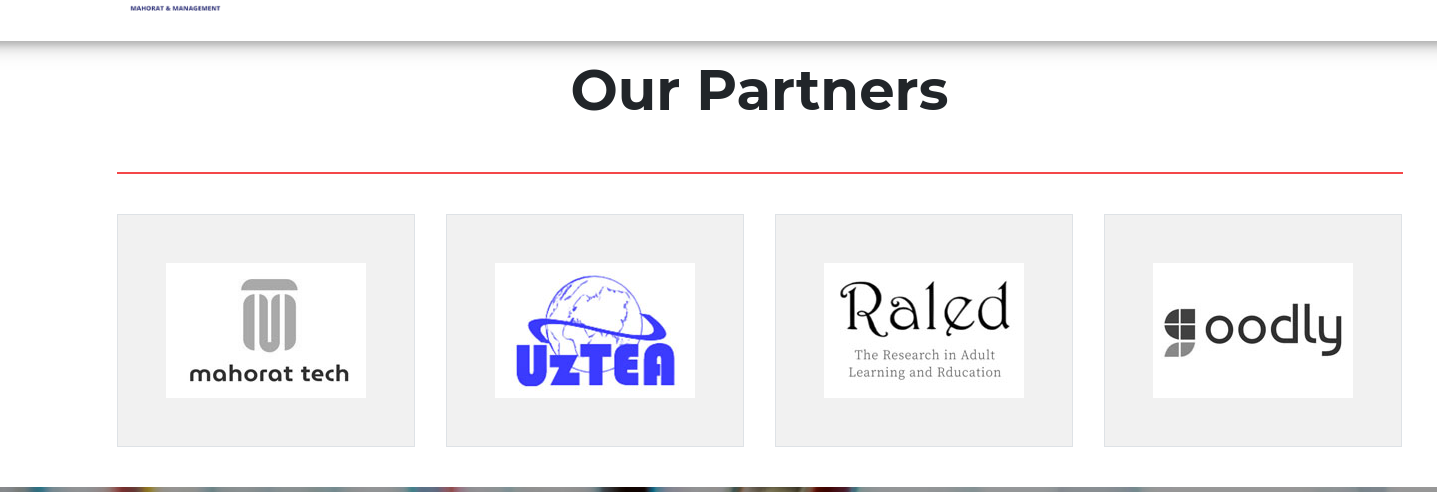 MAHORAT & MANAGEMENT
Our Partners
mahorat tech
UzTEA
Raled
The Research in Adult
Learning and Rducation
goodly